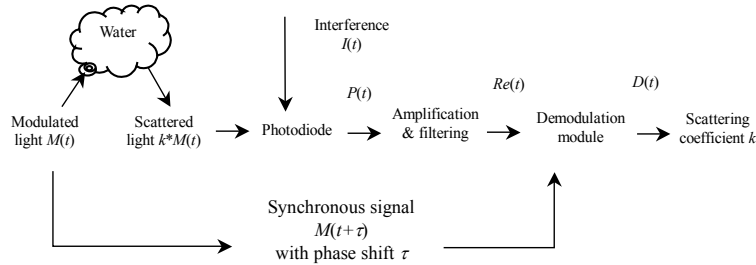 Water
Interference
I(t)
P(t)
Re(t)
D(t)
Modulated
light M(t)
Scattered
light k*M(t)
Photodiode
Amplification
& filtering
Demodulation
module
Scattering
coefficient k
Synchronous signal
M(t+τ)
with phase shift τ